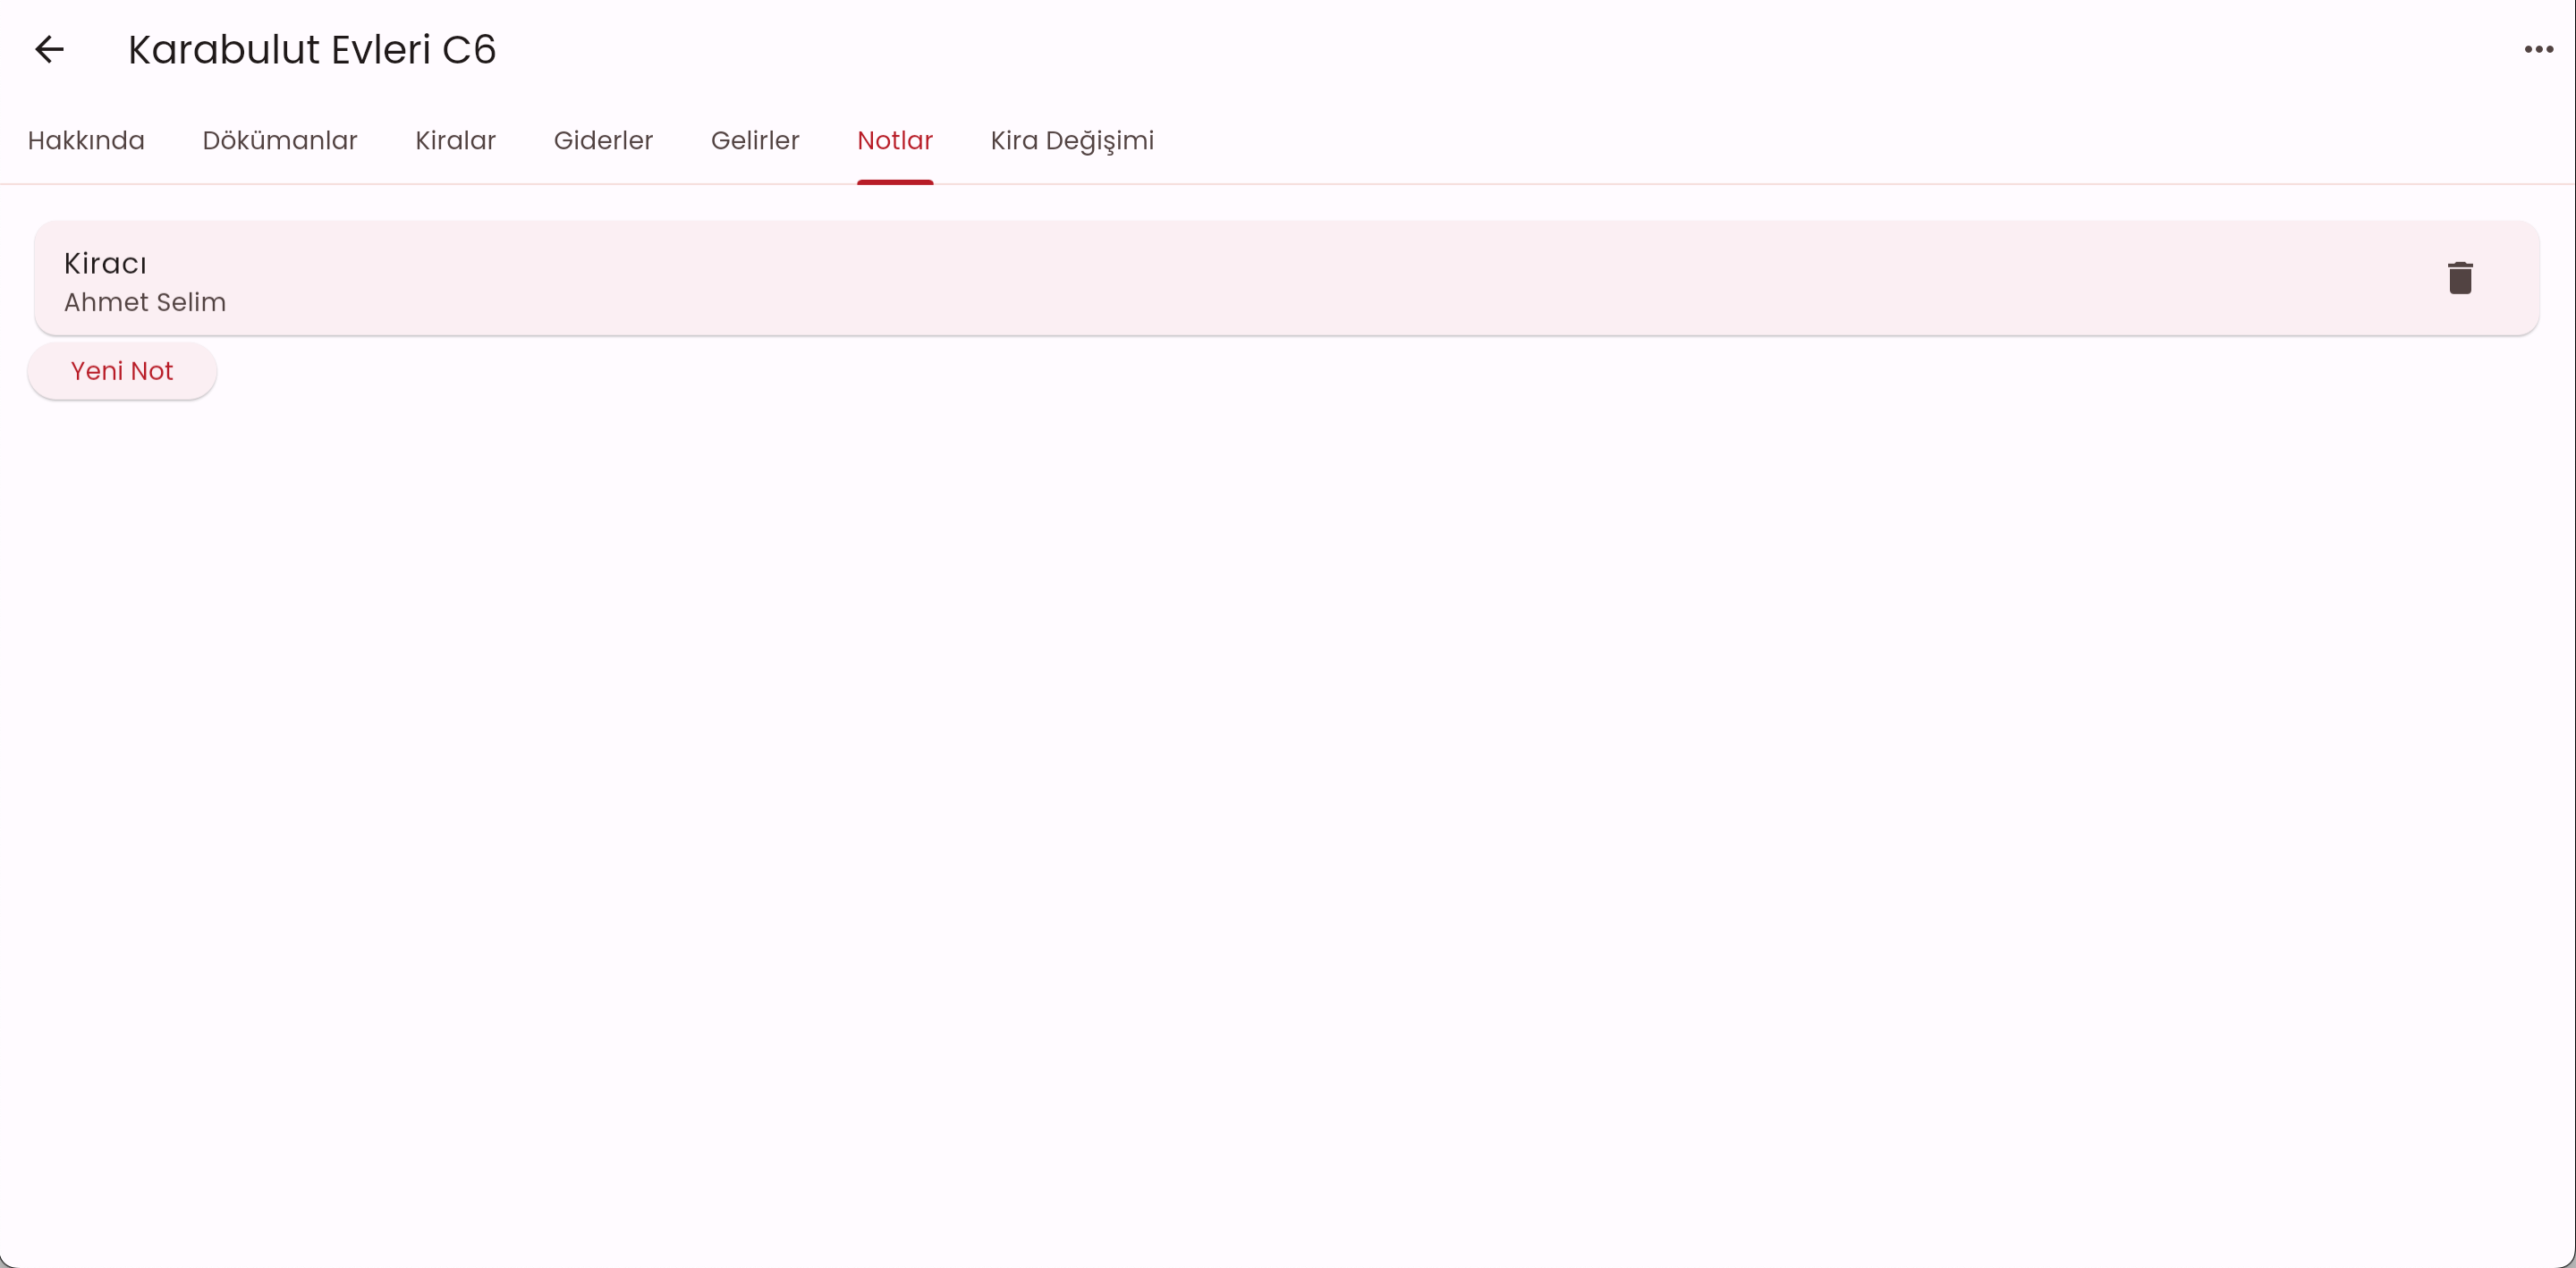 Karabulut Evleri C6
Hakkında Dökümanlar Kiralar Giderler Gelirler Notlar Kira Değişimi
Kiracı
Ahmet Selim
Yeni Not